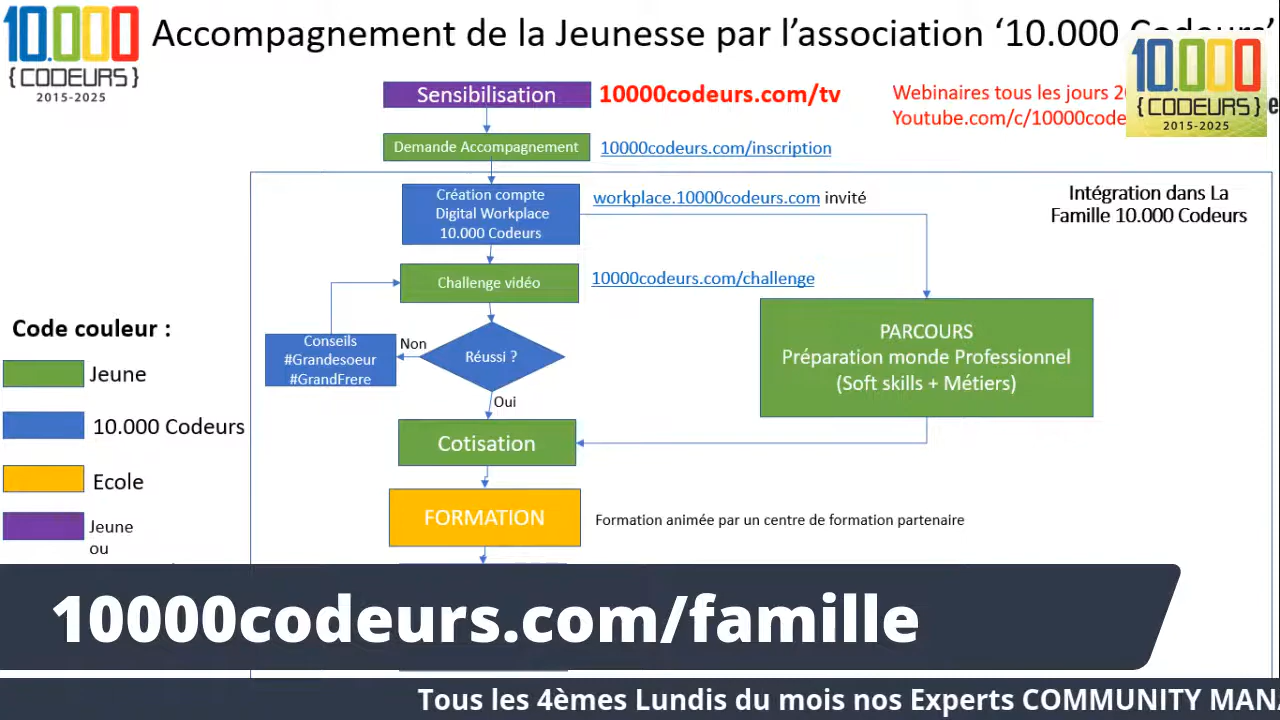 10.000
{CODEURS}
2015-2025
Accompagnement de la Jeunesse par l'association '10.000 Codeurs'
10.000
{CODEURS}
2015-2025
Sensibilisation
10000codeurs.com/tv
Webinaires tous les jours
Youtube.com/c/10000code
Demande Accompagnement
10000codeurs.com/inscription
Création compte
Digital Workplace
10.000 Codeurs
workplace.10000codeurs.com invité
Intégration dans La
Famille 10.000 Codeurs
Challenge vidéo
10000codeurs.com/challenge
Code couleur :
Jeune
10.000 Codeurs
Ecole
Jeune
ou
Conseils
#Grandesoeur
#GrandFrere
Non
Réussi ?
Oui
PARCOURS
Préparation monde Professionnel
(Soft skills + Métiers)
Cotisation
FORMATION
Formation animée par un centre de formation partenaire
10000codeurs.com/famille
Tous les 4èmes Lundis du mois nos Experts COMMUNITY